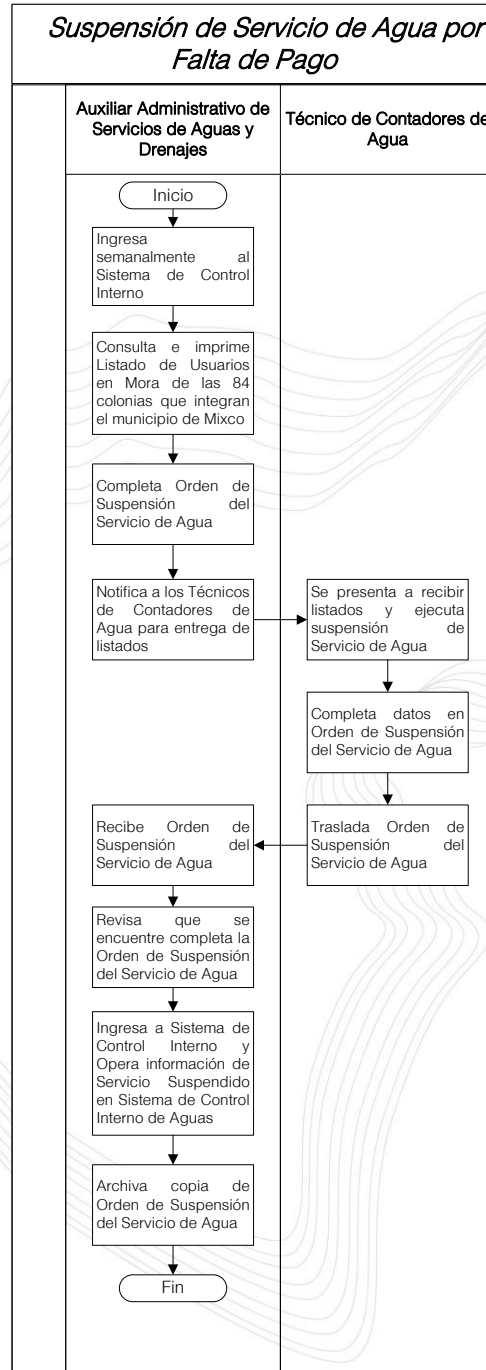 Suspensión de Servicio de Agua por
Falta de Pago
Auxiliar Administrativo de
Servicios de Aguas y
Drenajes
Técnico de Contadores de
Agua
Inicio
Ingresa
semanalmente al
Sistema de Control
Interno
Consulta e imprime
Listado de Usuarios
en Mora de las 84
colonias que integran
el municipio de Mixco
Completa Orden de
Suspensión del
Servicio de Agua
Notifica a los Técnicos
de Contadores de
Agua para entrega de
listados
Se presenta a recibir
listados y ejecuta
suspensión de
Servicio de Agua
Completa datos en
Orden de Suspensión
del Servicio de Agua
Traslada Orden de
Suspensión del
Servicio de Agua
Recibe Orden de
Suspensión del
Servicio de Agua
Revisa que se
encuentre completa la
Orden de Suspensión
del Servicio de Agua
Ingresa a Sistema de
Control Interno y
Opera información de
Servicio Suspendido
en Sistema de Control
Interno de Aguas
Archiva copia de
Orden de Suspensión
del Servicio de Agua
Fin